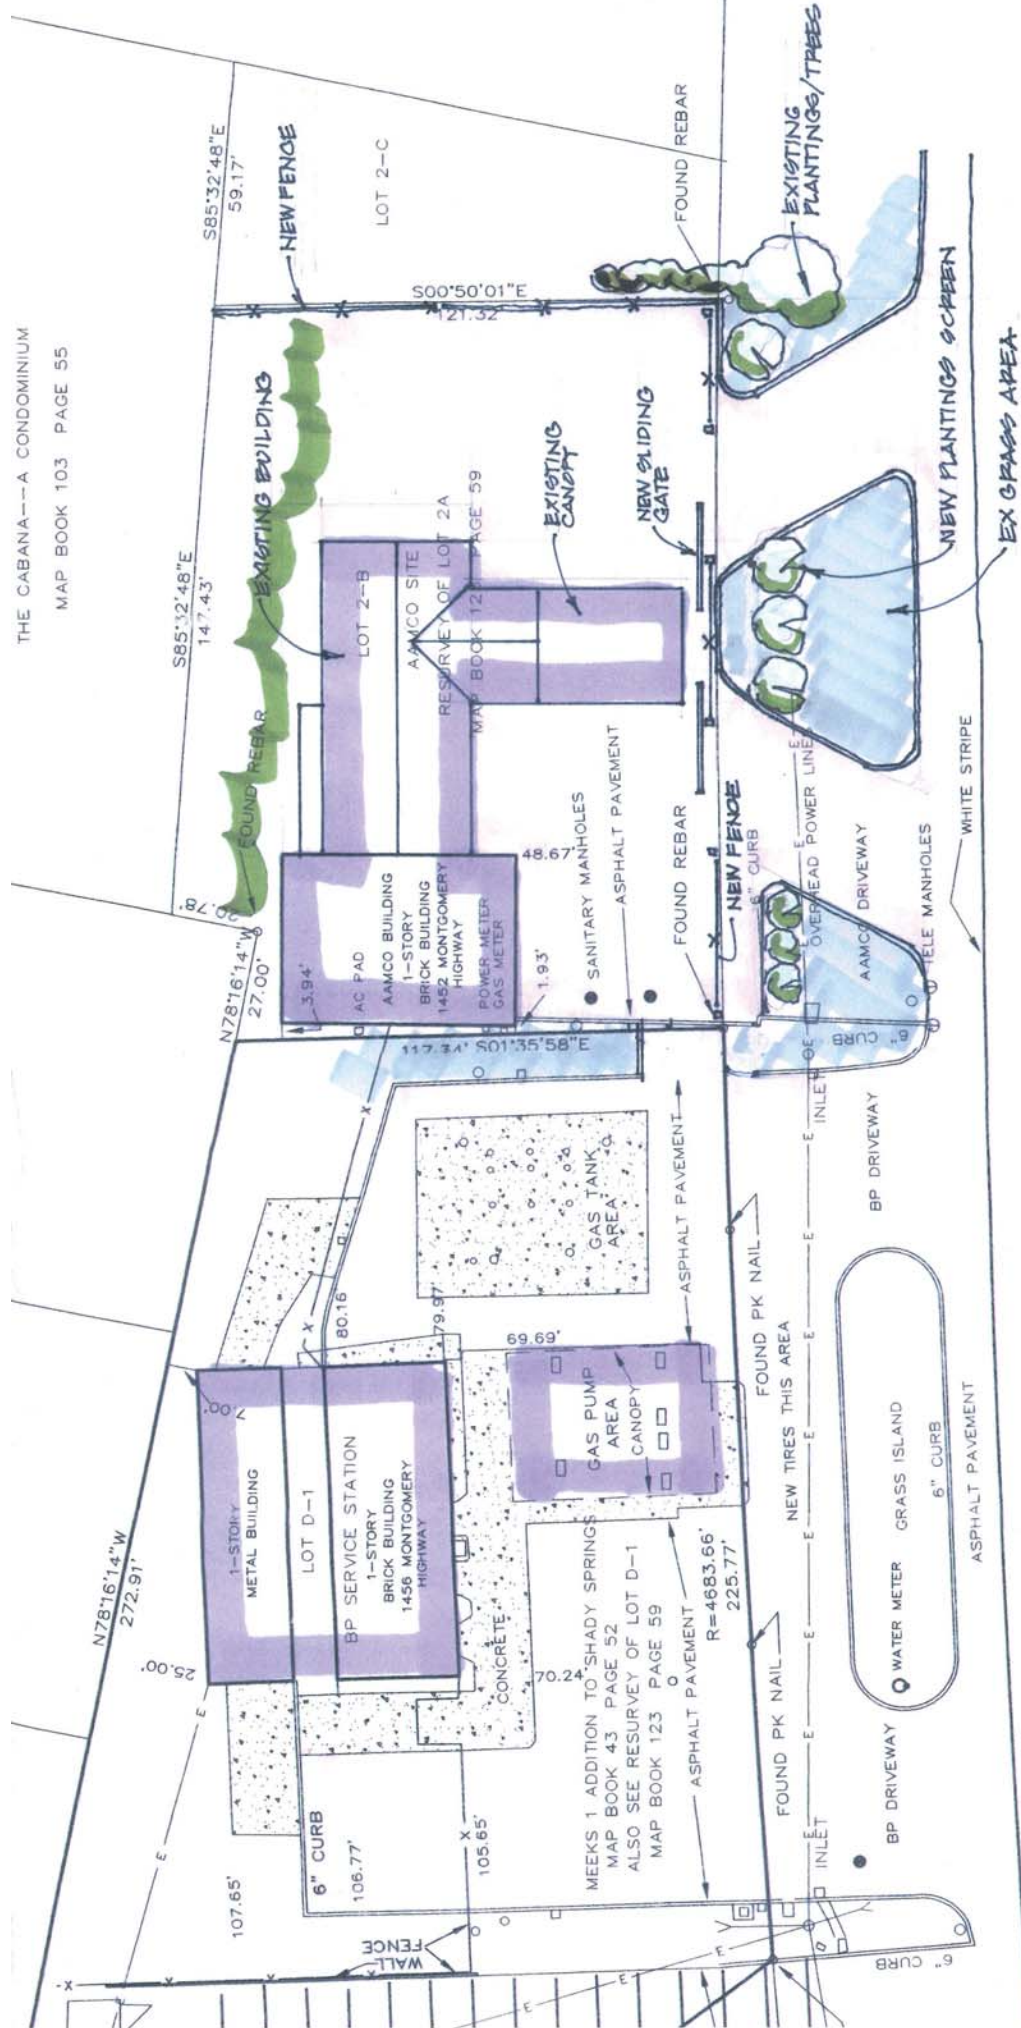 THE CABANA--A CONDOMINIUM
MAP BOOK 103 PAGE 55
S85°32'48"E
59.17'
NEW FENCE
LOT 2-C
S00°50'01"E
121.32'
FOUND REBAR
EXISTING
PLANTINGS/TREES
S85°32'48"E
147.43'
EXISTING BUILDING
LOT 2-B
AAMCO SITE
RESURVEY OF LOT 2A
PAGE 59
EXISTING
CANOPY
NEW SLIDING
GATE
NEW PLANTINGS SCREEN
EX GRASS AREA
FOUND REBAR
20.78'
N78°16'14"W
27.00'
3.94'
AC PAD
AAMCO BUILDING
1-STORY
BRICK BUILDING
1452 MONTGOMERY
HIGHWAY
POWER METER
GAS METER
48.67'
1.93'
SANITARY MANHOLES
ASPHALT PAVEMENT
FOUND REBAR
NEW FENCE
6" CURB
OVERHEAD POWER LINE
AAMCO DRIVEWAY
TELE MANHOLES
WHITE STRIPE
117.34' S01°35'58"E
6" CURB
INLET
BP DRIVEWAY
GAS TANK
AREA
ASPHALT PAVEMENT
FOUND PK NAIL
80.16
79.97
69.69'
7.00'
N78°16'14"W
272.91'
1-STORY
METAL BUILDING
LOT D-1
BP SERVICE STATION
1-STORY
BRICK BUILDING
1456 MONTGOMERY
HIGHWAY
GAS PUMP
AREA
CANOPY
NEW TIRES THIS AREA
GRASS ISLAND
6" CURB
ASPHALT PAVEMENT
WATER METER
25.00'
CONCRETE
70.24'
R=4683.66'
225.77'
FOUND PK NAIL
MEEKS 1 ADDITION TO SHADY SPRINGS
MAP BOOK 43 PAGE 52
ALSO SEE RESURVEY OF LOT D-1
MAP BOOK 123 PAGE 59
ASPHALT PAVEMENT
BP DRIVEWAY
INLET
6" CURB
107.65'
106.77'
105.65'
WALL
FENCE
6" CURB